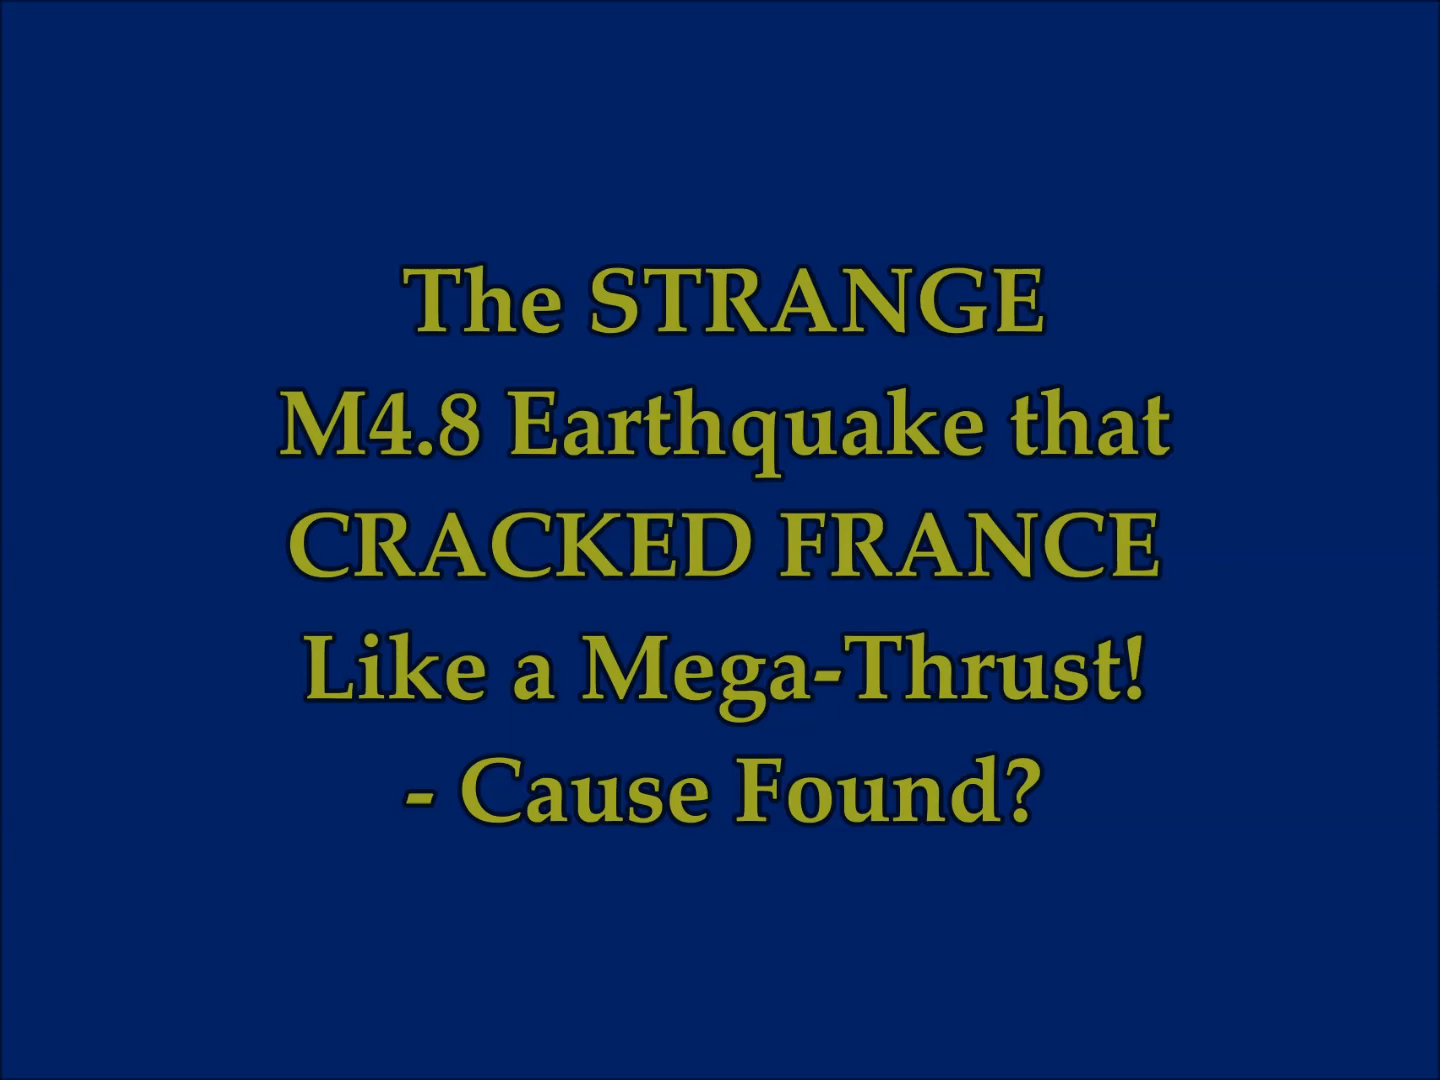 The STRANGE
M4.8 Earthquake that
CRACKED FRANCE
Like a Mega-Thrust!
- Cause Found?